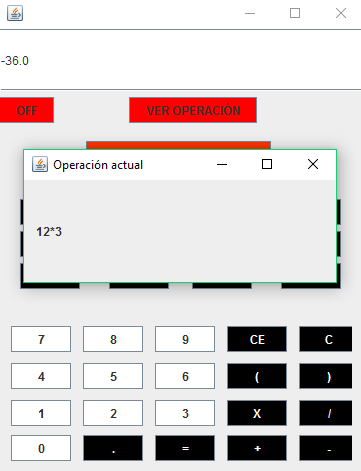 -36.0
OFF VER OPERACIÓN
Operación actual
12*3
7 8 9 CE C
4 5 6 ( )
1 2 3 X /
0 . = + -